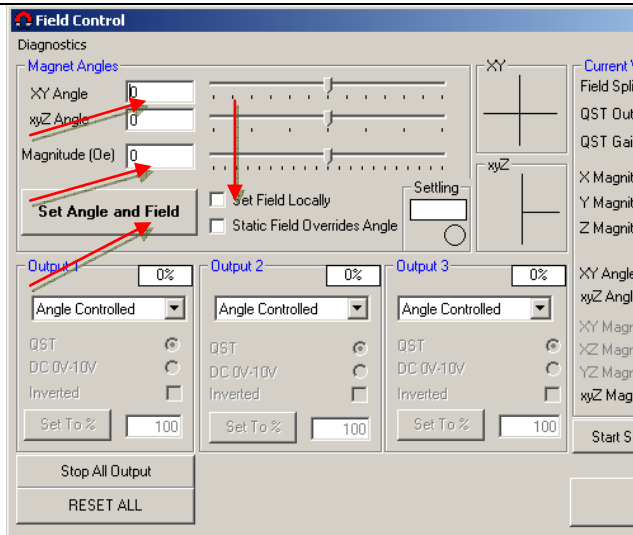 Field Control
Diagnostics
Magnet Angles
XY Angle 0
xyZ Angle 0
Magnitude (Oe) 0
Set Angle and Field
Set Field Locally
Static Field Overrides Angle
Settling
XY
xyZ
Output 1 0%
Angle Controlled
QST
DC 0V-10V
Inverted
Set To % 100
Output 2 0%
Angle Controlled
QST
DC 0V-10V
Inverted
Set To % 100
Output 3 0%
Angle Controlled
QST
DC 0V-10V
Inverted
Set To % 100
Stop All Output
RESET ALL
Current V
Field Spli
QST Out
QST Gai
X Magnit
Y Magnit
Z Magnit
XY Angle
xyZ Angl
XY Magn
XZ Magn
YZ Magn
xyZ Mag
Start S